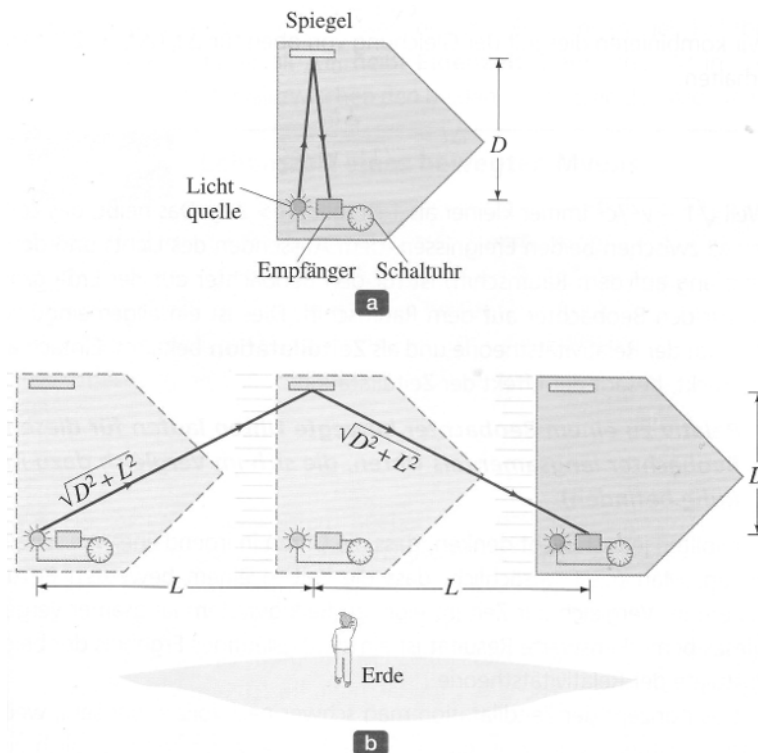 Spiegel
D
Licht
quelle
Empfänger
Schaltuhr
a
√D² + L²
√D² + L²
D
L
L
Erde
b